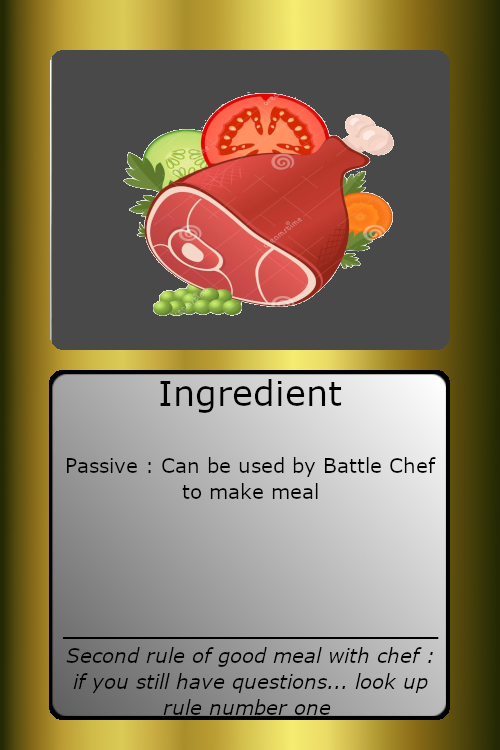 Ingredient
Passive : Can be used by Battle Chef
to make meal
Second rule of good meal with chef :
if you still have questions... look up
rule number one